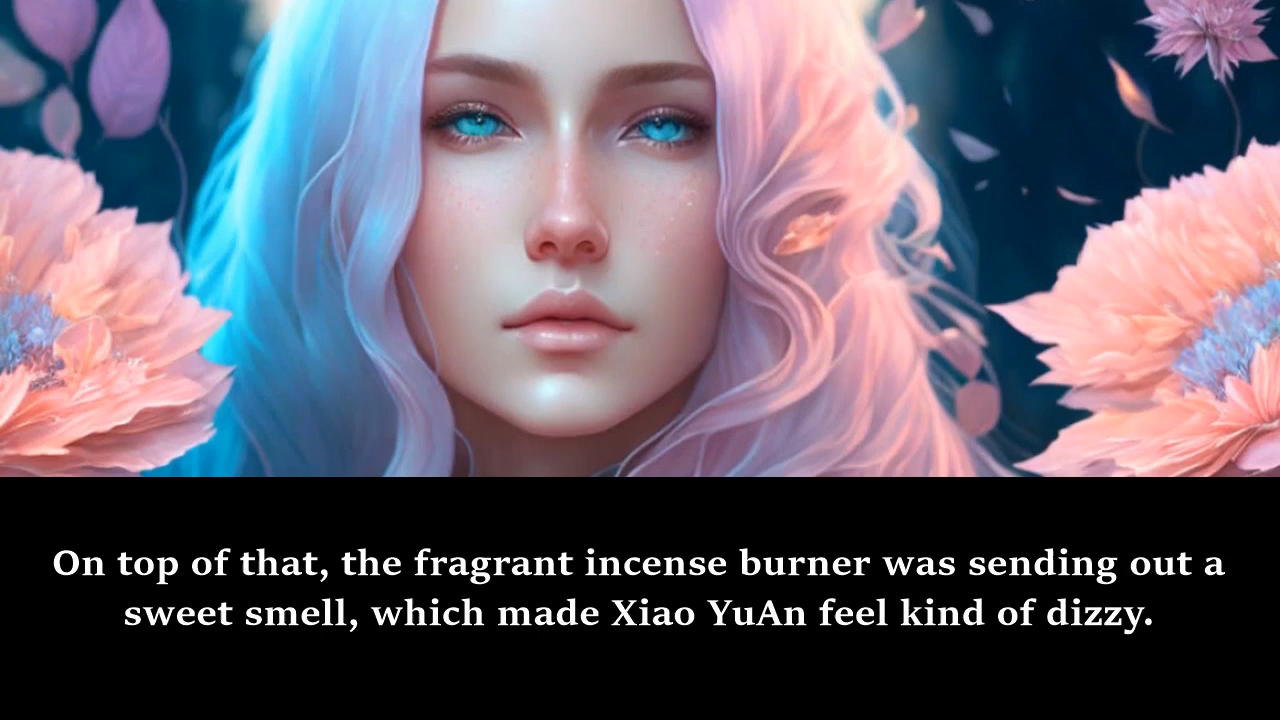 On top of that, the fragrant incense burner was sending out a
sweet smell, which made Xiao YuAn feel kind of dizzy.